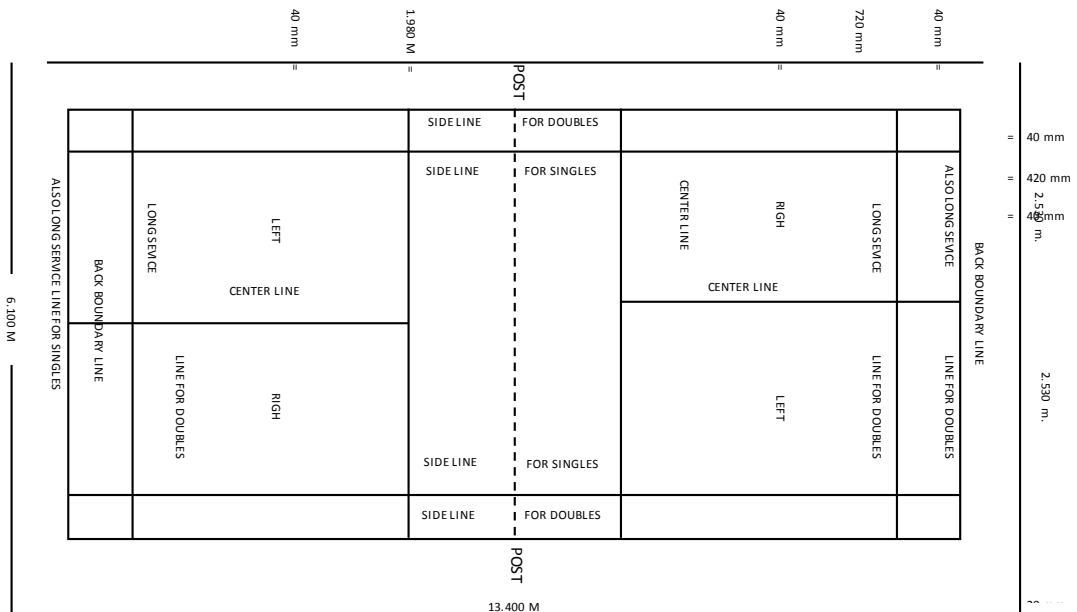 40 mm
=
1.980 M
=
40 mm
=
720 mm
40 mm
=
POST
SIDE LINE
FOR DOUBLES
= 40 mm
SIDE LINE
FOR SINGLES
= 420 mm
= 40 mm
ALSO LONG SERVICE LINE FOR SINGLES
BACK BOUNDARY LINE
LONG SEVICE
LEFT
CENTER LINE
CENTER LINE
RIGH
LONG SEVICE
ALSO LONG SEVICE
BACK BOUNDARY LINE
CENTER LINE
6.100 M
LINE FOR DOUBLES
RIGH
LEFT
LINE FOR DOUBLES
LINE FOR DOUBLES
2.530 m.
SIDE LINE
FOR SINGLES
SIDE LINE
FOR DOUBLES
POST
13.400 M